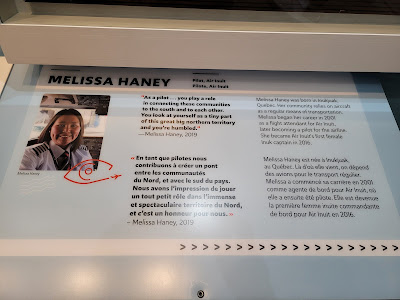 MELISSA HANEY
Pilot, Air Inuit
Pilote, Air Inuit
"As a pilot . . . you play a role
in connecting these communities
to the south and to each other.
You look at yourself as a tiny part
of this great big northern territory
and you're humbled."
— Melissa Haney, 2019
« En tant que pilotes nous
contribuons à créer un pont
entre les communautés
du Nord, et avec le sud du pays.
Nous avons l'impression de jouer
un tout petit rôle dans l'immense
et spectaculaire territoire du Nord,
et c'est un honneur pour nous. »
– Melissa Haney, 2019
Melissa Haney was born in Inukjuak,
Québec. Her community relies on aircraft
as a regular means of transportation.
Melissa began her career in 2001
as a flight attendant for Air Inuit,
later becoming a pilot for the airline.
She became Air Inuit's first female
Inuk captain in 2016.
Melissa Haney est née à Inukjuak,
au Québec. Là d'où elle vient, on dépend
des avions pour le transport régulier.
Melissa a commencé sa carrière en 2001
comme agente de bord pour Air Inuit, où
elle a ensuite été pilote. Elle est devenue
la première femme inuite commandante
de bord pour Air Inuit en 2016.
Melissa Haney